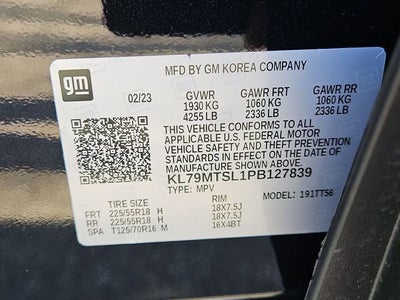 gm
MFD BY GM KOREA COMPANY
02/23 GVWR GAWR FRT GAWR RR
1930 KG 1060 KG 1060 KG
4255 LB 2336 LB 2336 LB
THIS VEHICLE CONFORMS TO ALL
APPLICABLE U.S. FEDERAL MOTOR
VEHICLE SAFETY AND THEFT PREVENTION
STANDARDS IN EFFECT ON THE DATE OF
MANUFACTURE SHOWN ABOVE.
KL79MTSL1PB127839
TYPE: MPV MODEL: 191TT56
TIRE SIZE RIM
FRT 225/55R18 H 18X7.5J
RR 225/55R18 H 18X7.5J
SPA T125/70R16 M 16X4BT